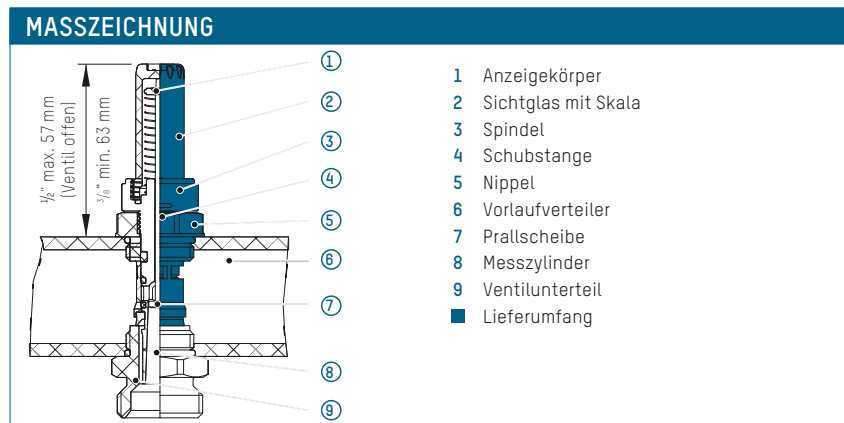 MASSZEICHNUNG
½" max. 57 mm
(Ventil offen)
³/₈" min. 63 mm
1
2
3
4
5
6
7
8
9
1 Anzeigekörper
2 Sichtglas mit Skala
3 Spindel
4 Schubstange
5 Nippel
6 Vorlaufverteiler
7 Prallscheibe
8 Messzylinder
9 Ventilunterteil
Lieferumfang